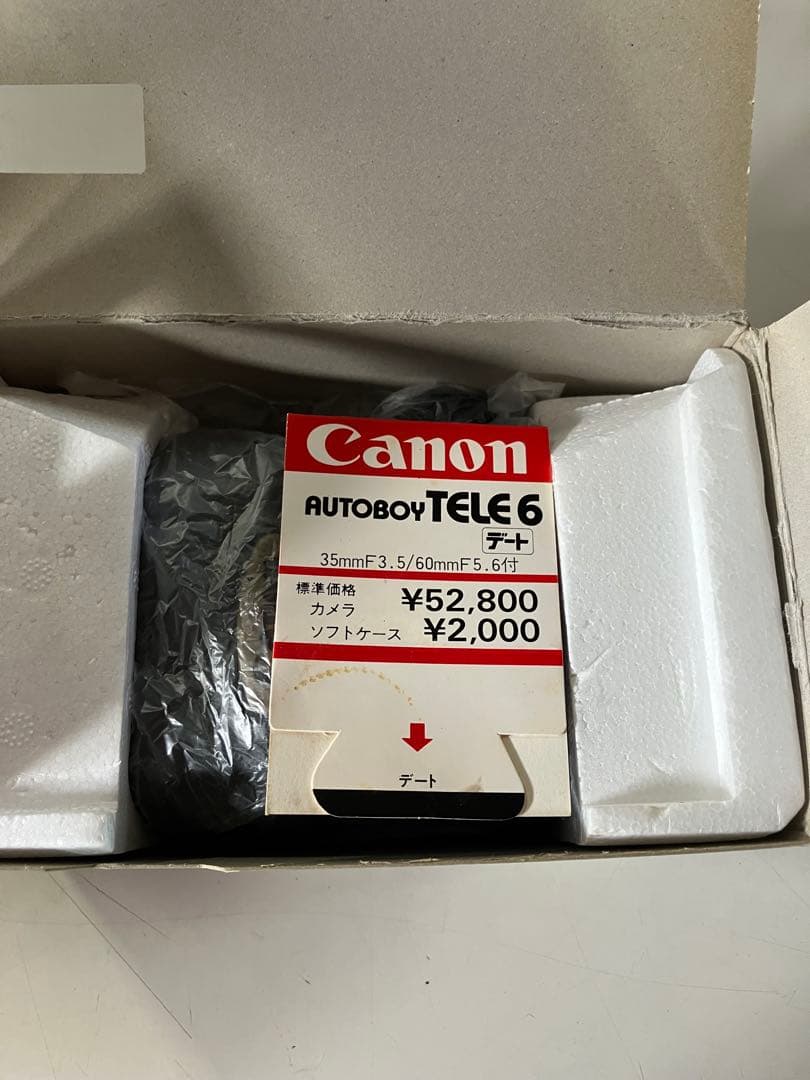 Canon
AUTOBOY TELE 6
デート
35mmF3.5/60mmF5.6付
標準価格
カメラ ¥52,800
ソフトケース ¥2,000
デート